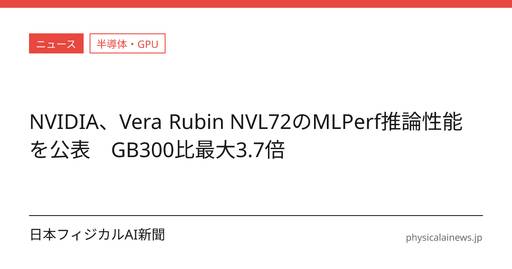 ニュース 半導体・GPU
NVIDIA、Vera Rubin NVL72のMLPerf推論性能
を公表　GB300比最大3.7倍
日本フィジカルAI新聞 physicalainews.jp